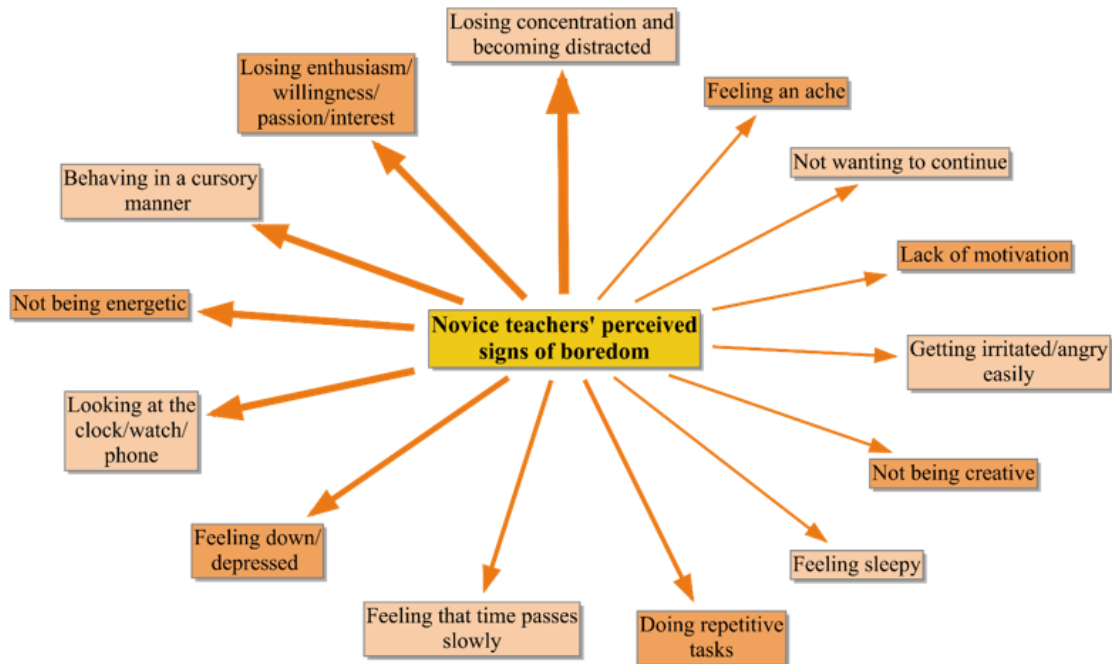 Losing concentration and
becoming distracted
Losing enthusiasm/
willingness/
passion/interest
Feeling an ache
Not wanting to continue
Behaving in a cursory
manner
Lack of motivation
Not being energetic
Novice teachers' perceived
signs of boredom
Getting irritated/angry
easily
Looking at the
clock/watch/
phone
Not being creative
Feeling down/
depressed
Feeling sleepy
Feeling that time passes
slowly
Doing repetitive
tasks